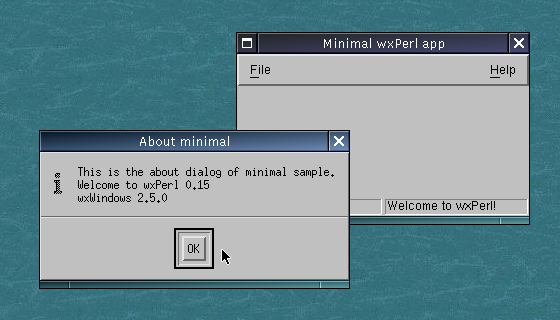 Minimal wxPerl app
File Help
About minimal
This is the about dialog of minimal sample.
Welcome to wxPerl 0.15
wxWindows 2.5.0
Welcome to wxPerl!
OK